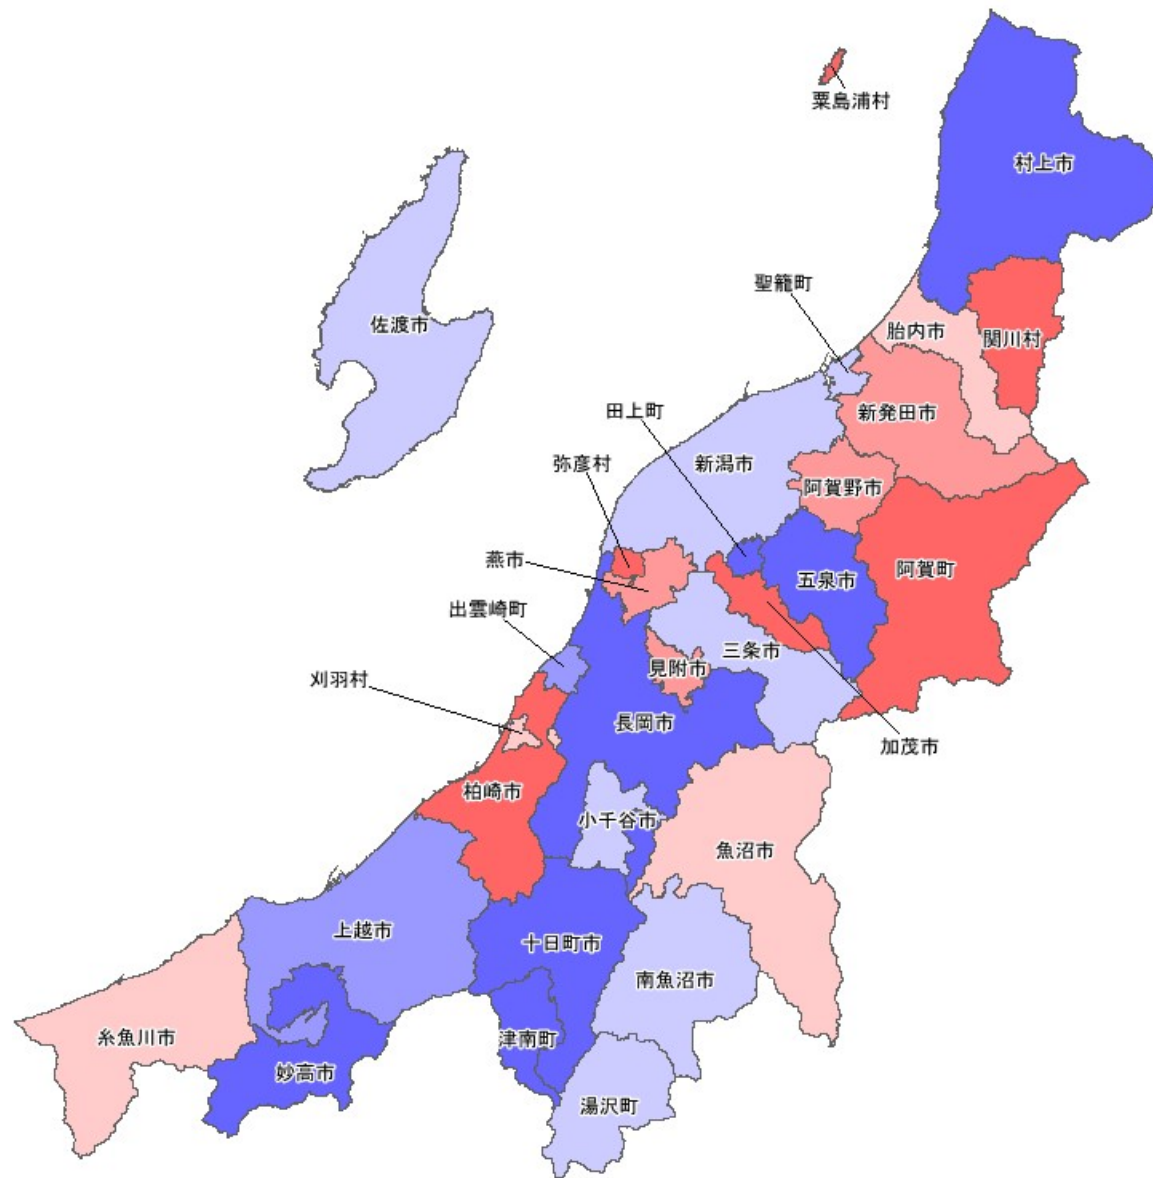 粟島浦村
村上市
聖籠町
佐渡市
胎内市
関川村
田上町
新発田市
弥彦村
新潟市
阿賀野市
燕市
五泉市
阿賀町
出雲崎町
三条市
見附市
刈羽村
長岡市
加茂市
柏崎市
小千谷市
魚沼市
上越市
十日町市
南魚沼市
糸魚川市
津南町
妙高市
湯沢町